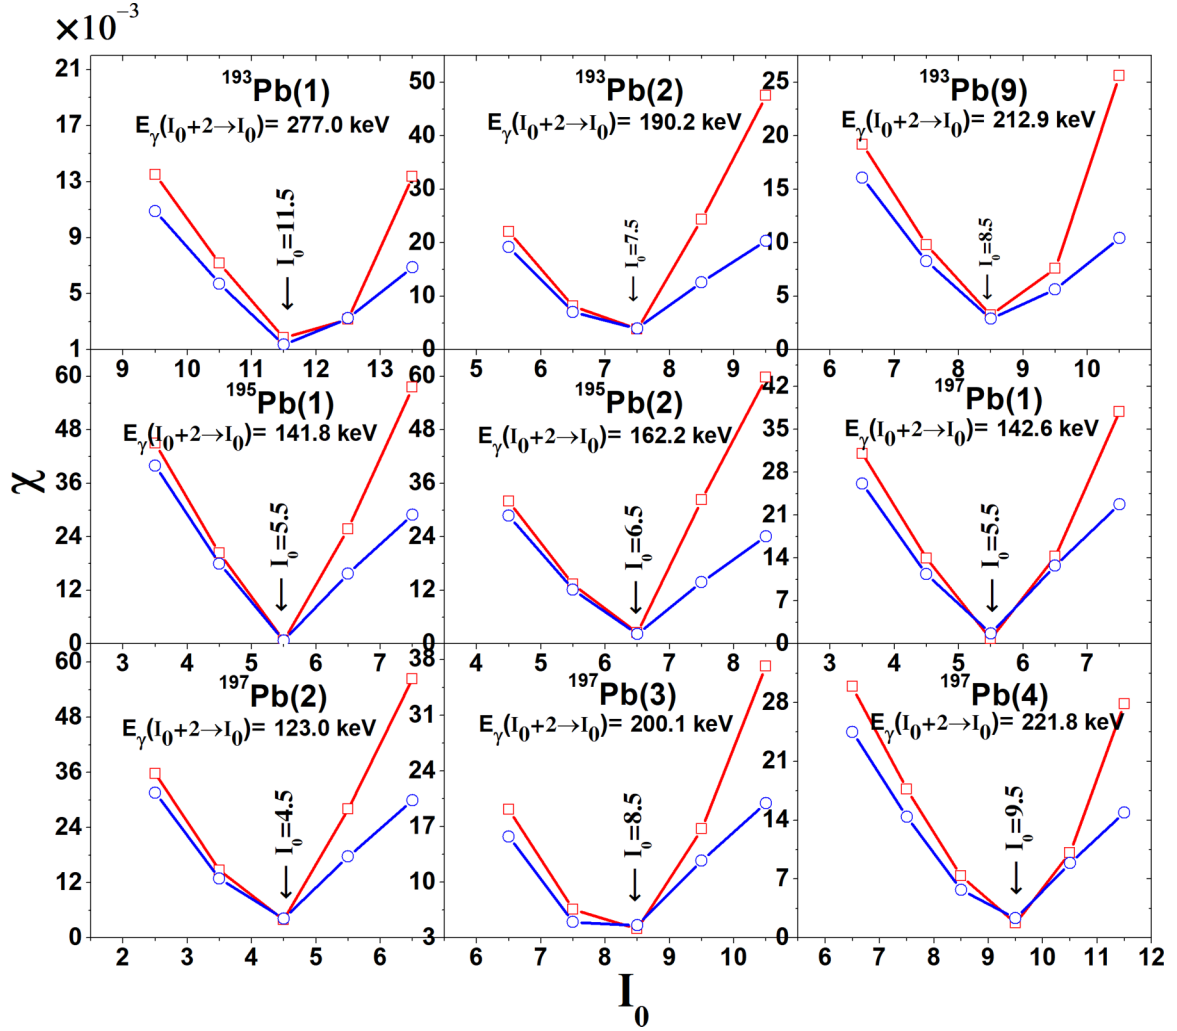 ×10⁻³
21
17
13
9
5
1
¹⁹³Pb(1)
E_γ(I₀+2→I₀)= 277.0 keV
I₀=11.5
9 10 11 12 13
50
40
30
20
10
0
¹⁹³Pb(2)
E_γ(I₀+2→I₀)= 190.2 keV
I₀=7.5
5 6 7 8 9
25
20
15
10
5
0
¹⁹³Pb(9)
E_γ(I₀+2→I₀)= 212.9 keV
I₀=8.5
6 7 8 9 10
χ
60
48
36
24
12
0
¹⁹⁵Pb(1)
E_γ(I₀+2→I₀)= 141.8 keV
I₀=5.5
3 4 5 6 7
60
48
36
24
12
0
¹⁹⁵Pb(2)
E_γ(I₀+2→I₀)= 162.2 keV
I₀=6.5
4 5 6 7 8
42
35
28
21
14
7
0
¹⁹⁷Pb(1)
E_γ(I₀+2→I₀)= 142.6 keV
I₀=5.5
3 4 5 6 7
60
48
36
24
12
0
¹⁹⁷Pb(2)
E_γ(I₀+2→I₀)= 123.0 keV
I₀=4.5
2 3 4 5 6
38
31
24
17
10
3
¹⁹⁷Pb(3)
E_γ(I₀+2→I₀)= 200.1 keV
I₀=8.5
6 7 8 9 10
28
21
14
7
0
¹⁹⁷Pb(4)
E_γ(I₀+2→I₀)= 221.8 keV
I₀=9.5
6 7 8 9 10 11 12
I₀